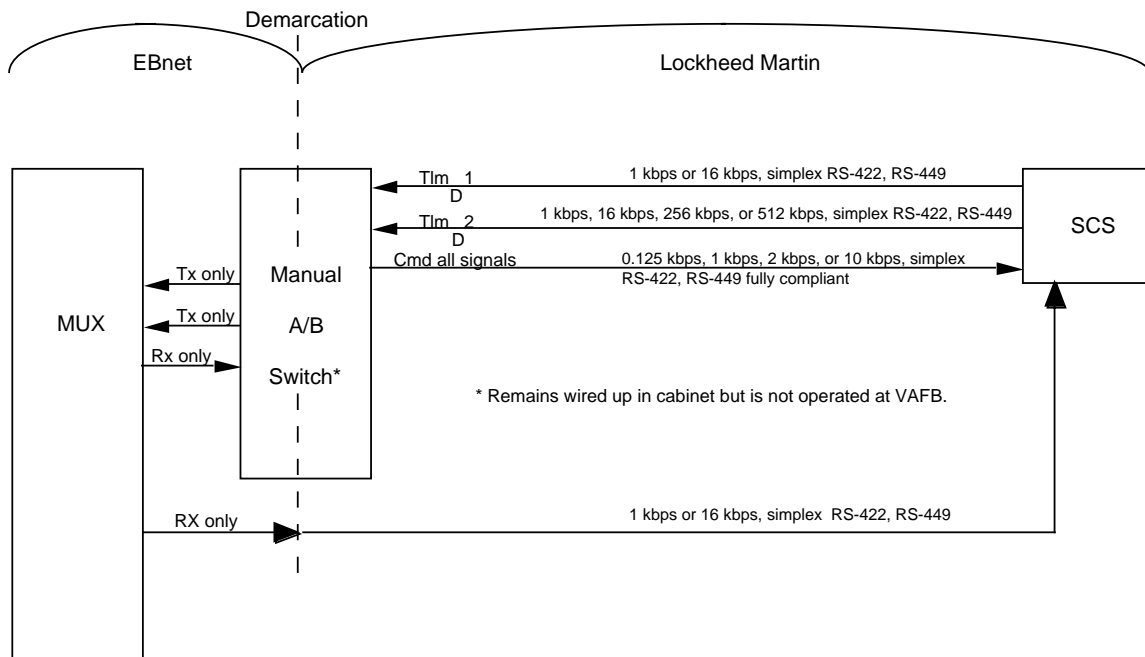 Demarcation
EBnet
Lockheed Martin
Tlm 1
D
1 kbps or 16 kbps, simplex RS-422, RS-449
Tlm 2
D
1 kbps, 16 kbps, 256 kbps, or 512 kbps, simplex RS-422, RS-449
SCS
Cmd all signals
0.125 kbps, 1 kbps, 2 kbps, or 10 kbps, simplex
RS-422, RS-449 fully compliant
Tx only
Manual
MUX
Tx only
A/B
Rx only
Switch*
* Remains wired up in cabinet but is not operated at VAFB.
RX only
1 kbps or 16 kbps, simplex RS-422, RS-449